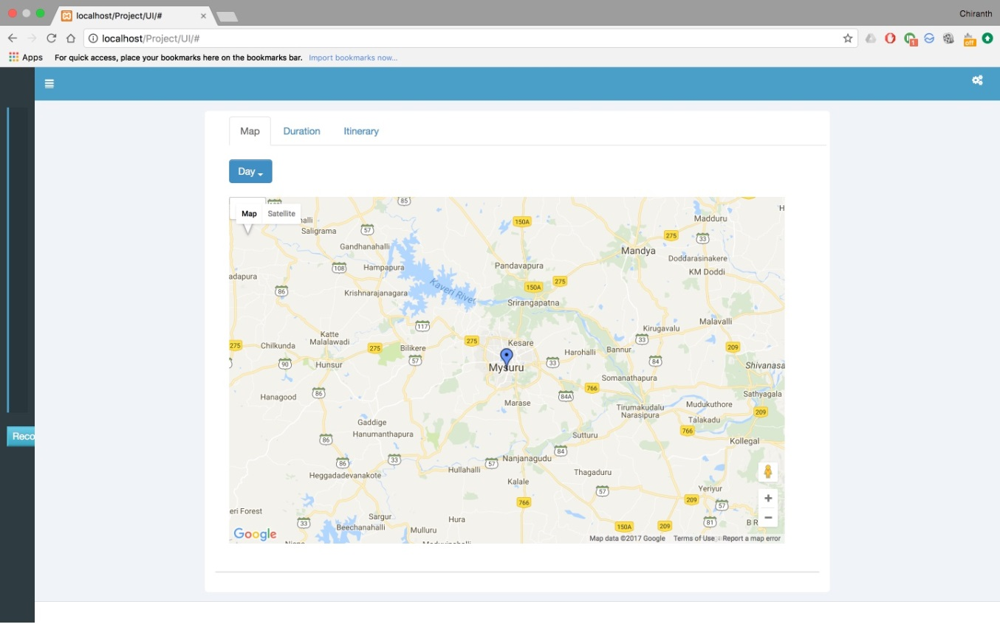 localhost/Project/UI/#
Chiranth
localhost/Project/UI/#
1
off
Apps For quick access, place your bookmarks here on the bookmarks bar. Import bookmarks now...
Map Duration Itinerary
Day
Map Satellite
85
H
Madduru
150A
Saligrama
57
275
33
Gandhanahalli
Mandya
Doddarasinakere
108
Hampapura
Pandavapura
KM Doddi
adapura
86
Krishnarajanagara
Kaveri River
150A
275
Srirangapatna
Malavalli
117
Kirugavalu
Katte
Malalawadi
275
Chilkunda
275
Bilikere
275
Kesare
Harohalli
Bannur
33
209
90
Hunsur
57
Mysuru
33
84
Shivanasa
Somanathapura
Hanagood
86
766
84A
Sathyagala
Marase
Tirumakudalu
Narasipura
Mudukuthore
209
Gaddige
Hanumanthapura
Talakadu
766
86
Sutturu
Kollegal
84
86
33
57
Nanjanagudu
Heggadadevanakote
Hullahalli
Thagaduru
Kalale
57
Yeriyur
766
209
57
eri Forest
33
Sargur
Hura
Beechanahalli
Mulluru
150A
209
81
B R
Google
Map data ©2017 Google Terms of Use Report a map error
Reco